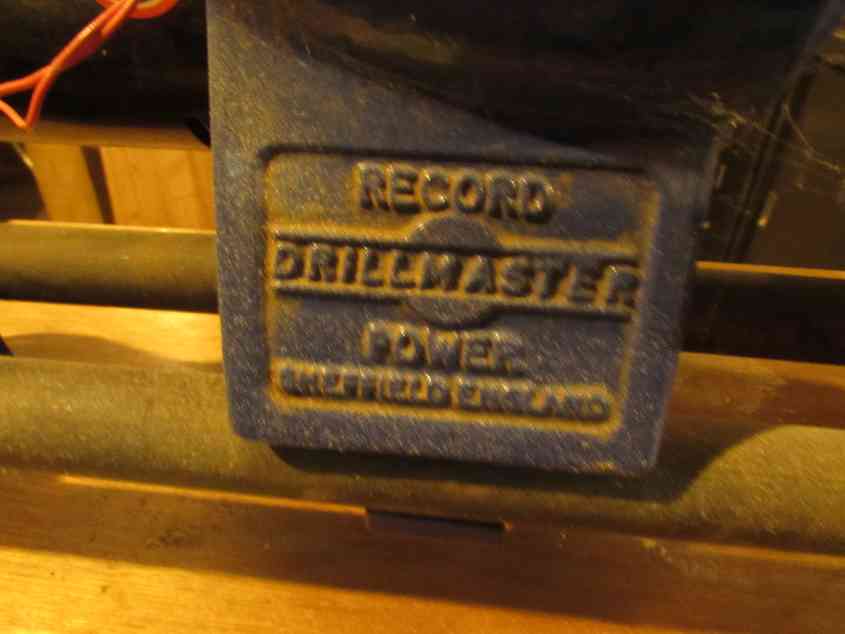 RECORD
DRILLMASTER
POWER
SHEFFIELD ENGLAND